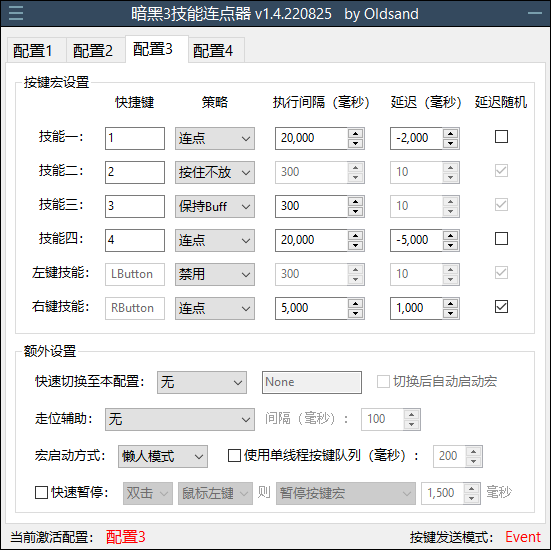 暗黑3技能连点器 v1.4.220825 by Oldsand
配置1 配置2 配置3 配置4
按键宏设置
快捷键 策略 执行间隔（毫秒） 延迟（毫秒） 延迟随机
技能一： 1 连点 20,000 -2,000
技能二： 2 按住不放 300 10
技能三： 3 保持Buff 300 10
技能四： 4 连点 20,000 -5,000
左键技能： LButton 禁用 300 10
右键技能： RButton 连点 5,000 1,000
额外设置
快速切换至本配置： 无 None 切换后自动启动宏
走位辅助： 无 间隔（毫秒）： 100
宏启动方式： 懒人模式 使用单线程按键队列（毫秒）： 200
快速暂停： 双击 鼠标左键 则 暂停按键宏 1,500 毫秒
当前激活配置： 配置3 按键发送模式： Event